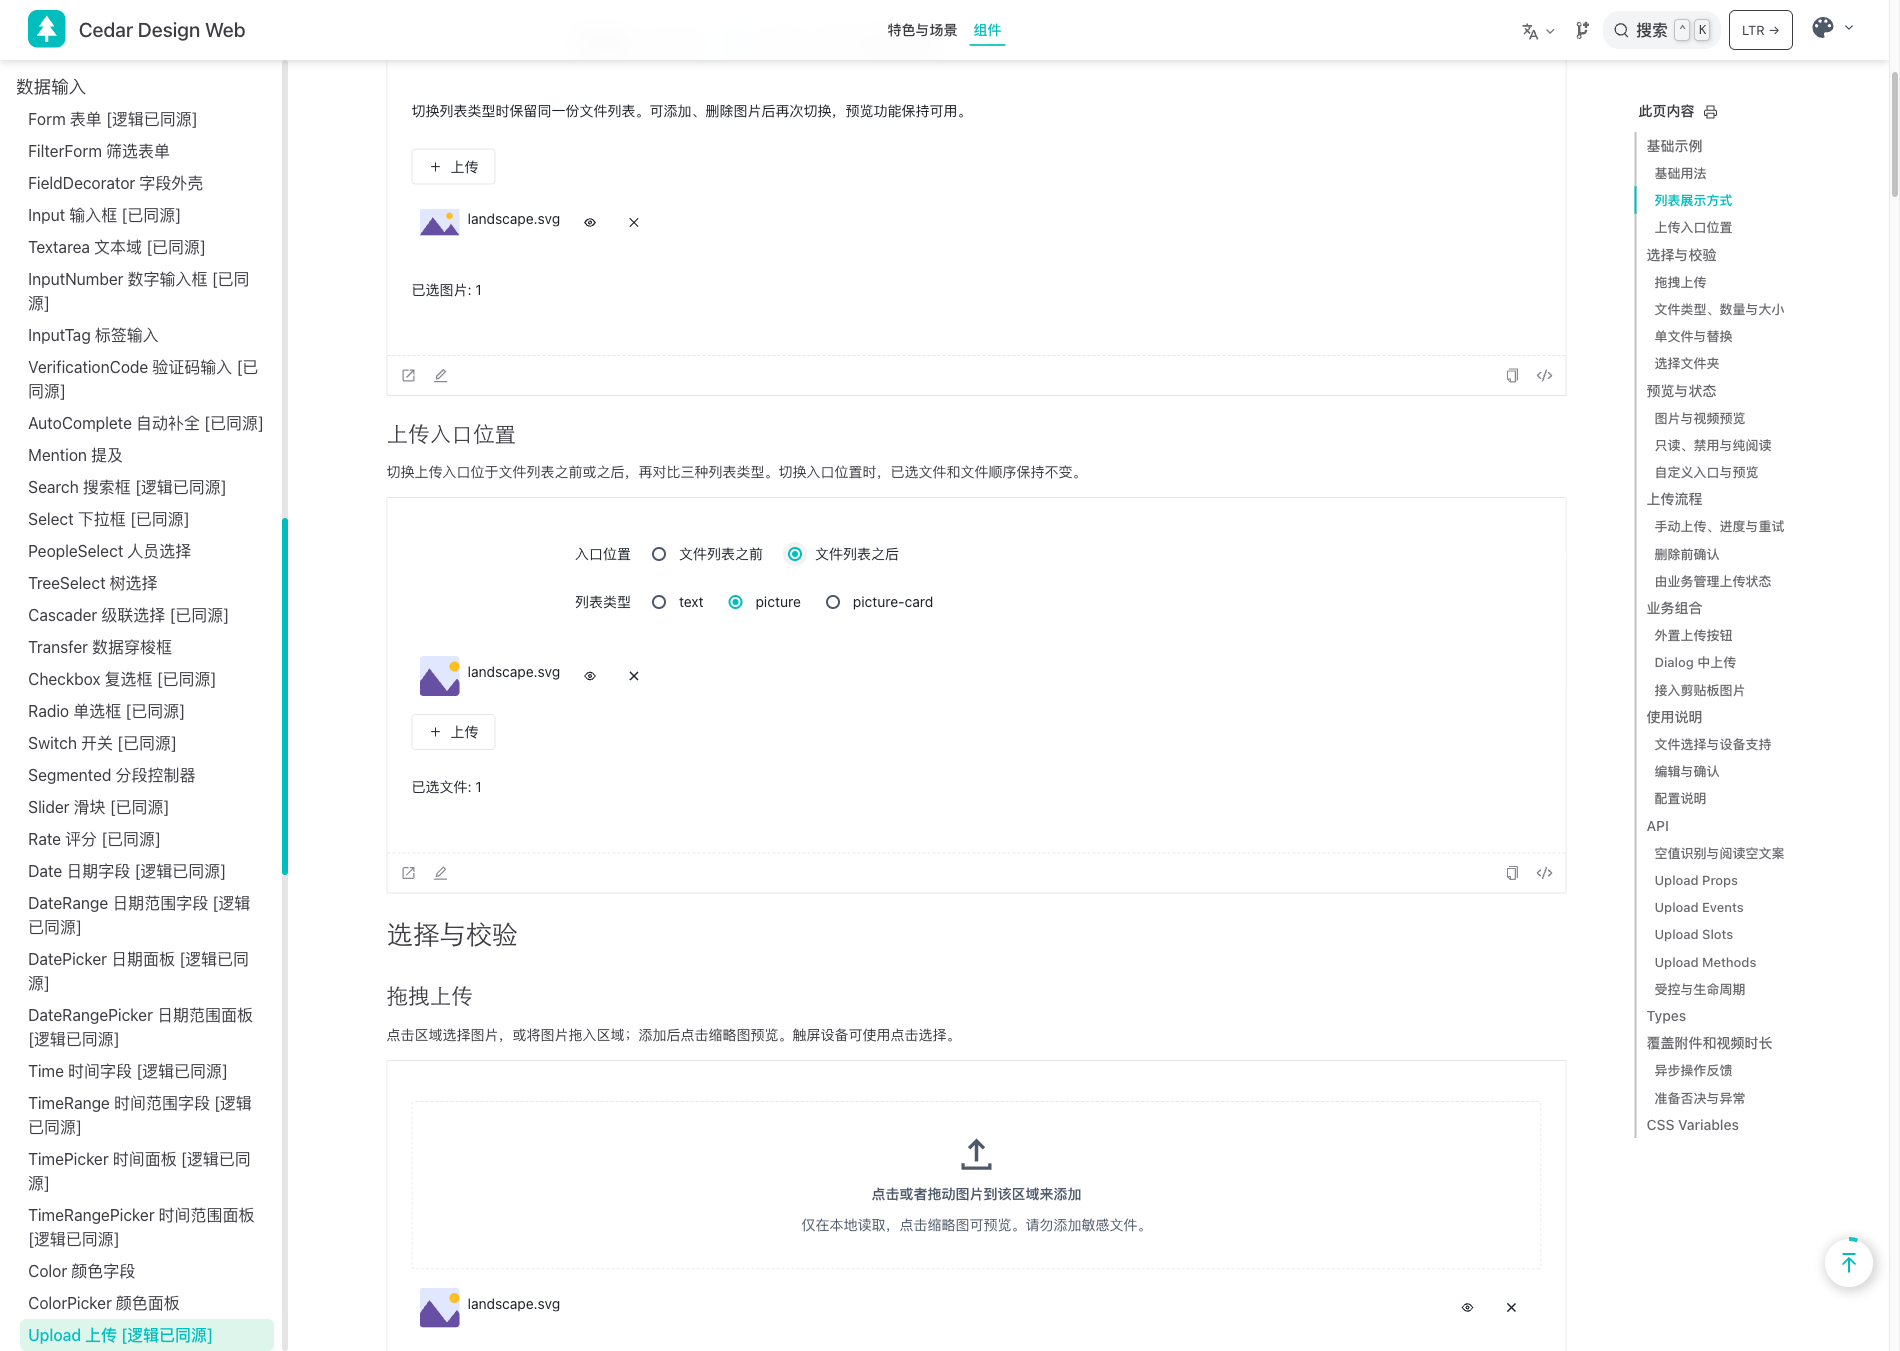 Cedar Design Web
特色与场景
组件
搜索
^
K
LTR →
数据输入
Form 表单 [逻辑已同源]
FilterForm 筛选表单
FieldDecorator 字段外壳
Input 输入框 [已同源]
Textarea 文本域 [已同源]
InputNumber 数字输入框 [已同
源]
InputTag 标签输入
VerificationCode 验证码输入 [已
同源]
AutoComplete 自动补全 [已同源]
Mention 提及
Search 搜索框 [逻辑已同源]
Select 下拉框 [已同源]
PeopleSelect 人员选择
TreeSelect 树选择
Cascader 级联选择 [已同源]
Transfer 数据穿梭框
Checkbox 复选框 [已同源]
Radio 单选框 [已同源]
Switch 开关 [已同源]
Segmented 分段控制器
Slider 滑块 [已同源]
Rate 评分 [已同源]
Date 日期字段 [逻辑已同源]
DateRange 日期范围字段 [逻辑
已同源]
DatePicker 日期面板 [逻辑已同
源]
DateRangePicker 日期范围面板
[逻辑已同源]
Time 时间字段 [逻辑已同源]
TimeRange 时间范围字段 [逻辑
已同源]
TimePicker 时间面板 [逻辑已同
源]
TimeRangePicker 时间范围面板
[逻辑已同源]
Color 颜色字段
ColorPicker 颜色面板
Upload 上传 [逻辑已同源]
切换列表类型时保留同一份文件列表。可添加、删除图片后再次切换，预览功能保持可用。
+ 上传
landscape.svg
已选图片: 1
上传入口位置
切换上传入口位于文件列表之前或之后，再对比三种列表类型。切换入口位置时，已选文件和文件顺序保持不变。
入口位置 文件列表之前 文件列表之后
列表类型 text picture picture-card
landscape.svg
+ 上传
已选文件: 1
选择与校验
拖拽上传
点击区域选择图片，或将图片拖入区域；添加后点击缩略图预览。触屏设备可使用点击选择。
点击或者拖动图片到该区域来添加
仅在本地读取，点击缩略图可预览。请勿添加敏感文件。
landscape.svg
此页内容
基础示例
基础用法
列表展示方式
上传入口位置
选择与校验
拖拽上传
文件类型、数量与大小
单文件与替换
选择文件夹
预览与状态
图片与视频预览
只读、禁用与纯阅读
自定义入口与预览
上传流程
手动上传、进度与重试
删除前确认
由业务管理上传状态
业务组合
外置上传按钮
Dialog 中上传
接入剪贴板图片
使用说明
文件选择与设备支持
编辑与确认
配置说明
API
空值识别与阅读空文案
Upload Props
Upload Events
Upload Slots
Upload Methods
受控与生命周期
Types
覆盖附件和视频时长
异步操作反馈
准备否决与异常
CSS Variables